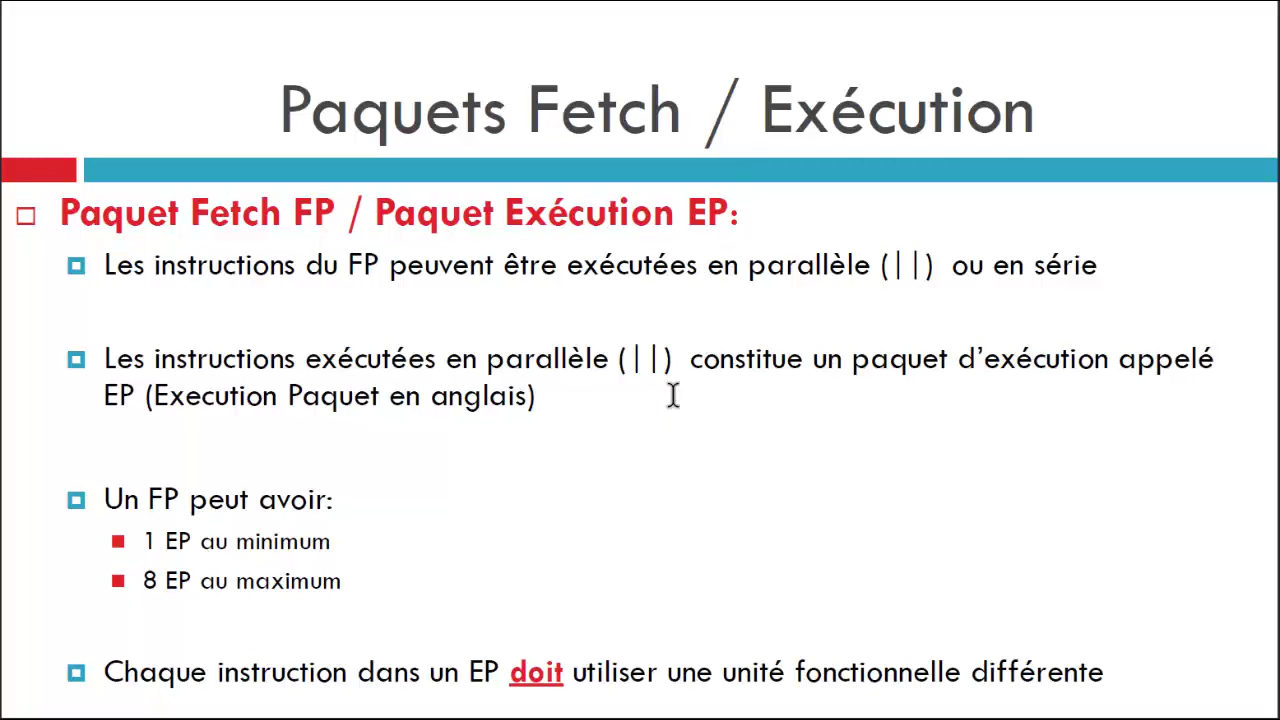 Paquets Fetch / Exécution
Paquet Fetch FP / Paquet Exécution EP:
Les instructions du FP peuvent être exécutées en parallèle (||) ou en série
Les instructions exécutées en parallèle (||) constitue un paquet d’exécution appelé
EP (Execution Paquet en anglais)
Un FP peut avoir:
1 EP au minimum
8 EP au maximum
Chaque instruction dans un EP doit utiliser une unité fonctionnelle différente